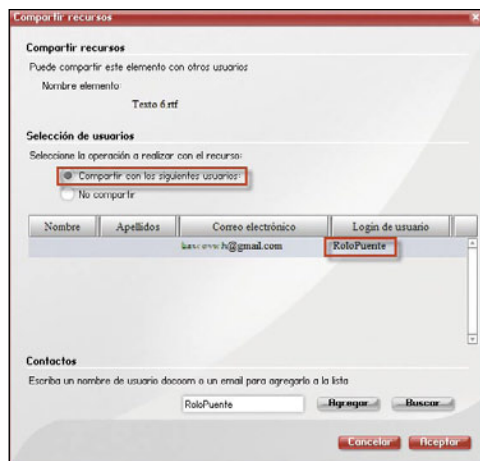 Compartir recursos
Compartir recursos
Puede compartir este elemento con otros usuarios
Nombre elemento:
Texto 6.rtf
Selección de usuarios
Seleccione la operación a realizar con el recurso:
Compartir con los siguientes usuarios:
No compartir
Nombre Apellidos Correo electrónico Login de usuario
@gmail.com RoloPuente
Contactos
Escriba un nombre de usuario docoom o un email para agregarlo a la lista
RoloPuente Agregar Buscar
Cancelar Aceptar